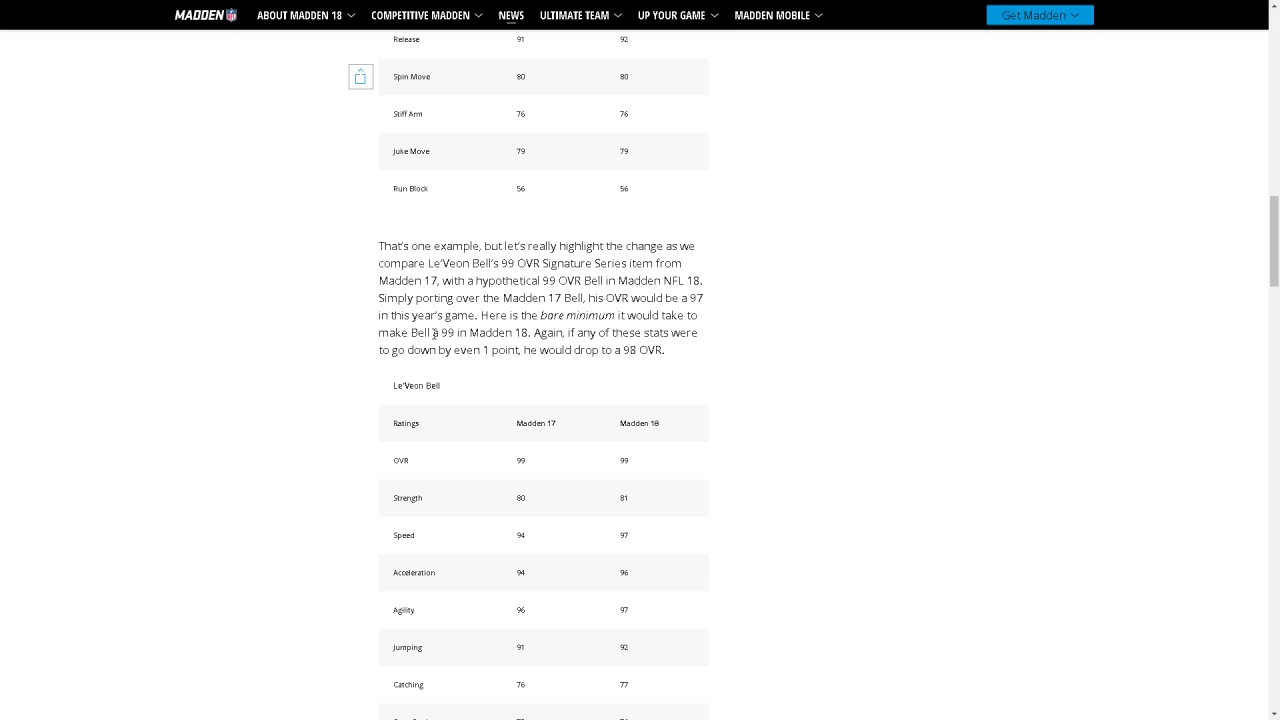 MADDEN ABOUT MADDEN 18 COMPETITIVE MADDEN NEWS ULTIMATE TEAM UP YOUR GAME MADDEN MOBILE Get Madden
Release 91 92
Spin Move 80 80
Stiff Arm 76 76
Juke Move 79 79
Run Block 56 56
That's one example, but let's really highlight the change as we
compare Le'Veon Bell's 99 OVR Signature Series item from
Madden 17, with a hypothetical 99 OVR Bell in Madden NFL 18.
Simply porting over the Madden 17 Bell, his OVR would be a 97
in this year's game. Here is the bare minimum it would take to
make Bell a 99 in Madden 18. Again, if any of these stats were
to go down by even 1 point, he would drop to a 98 OVR.
Le'Veon Bell
Ratings Madden 17 Madden 18
OVR 99 99
Strength 80 81
Speed 94 97
Acceleration 94 96
Agility 96 97
Jumping 91 92
Catching 76 77